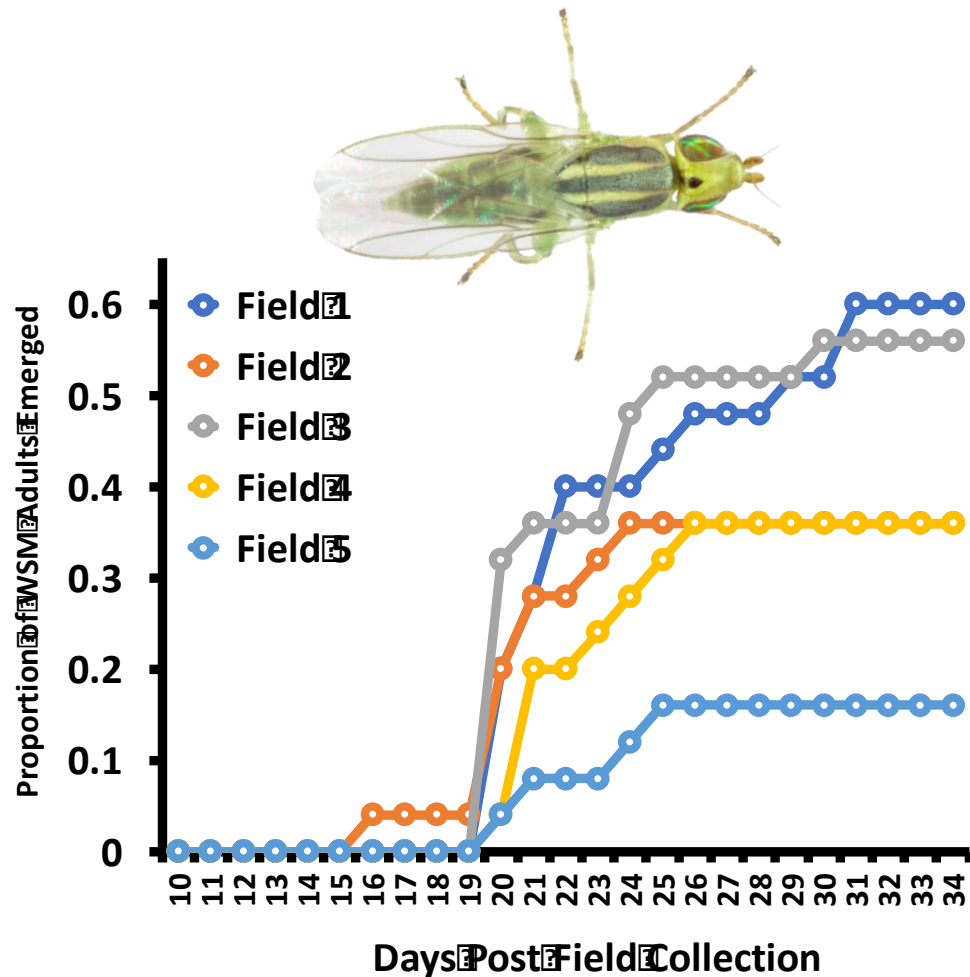 Proportion of WSM Adults Emerged
0.6
0.5
0.4
0.3
0.2
0.1
0
Field 1
Field 2
Field 3
Field 4
Field 5
10 11 12 13 14 15 16 17 18 19 20 21 22 23 24 25 26 27 28 29 30 31 32 33 34
Days Post Field Collection